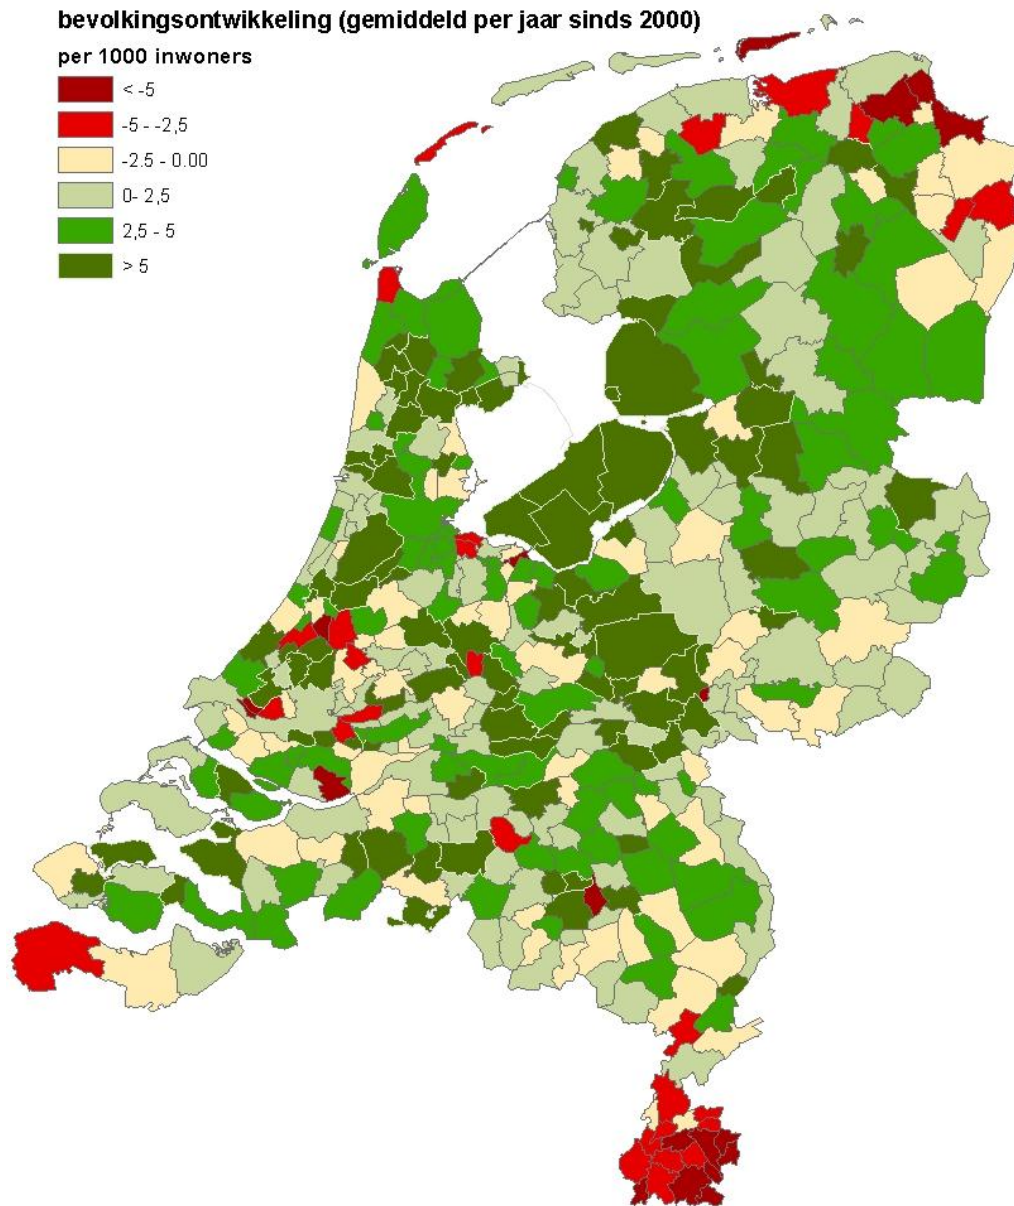 bevolkingsontwikkeling (gemiddeld per jaar sinds 2000)
per 1000 inwoners
< -5
-5 - -2,5
-2.5 - 0.00
0- 2,5
2,5 - 5
> 5